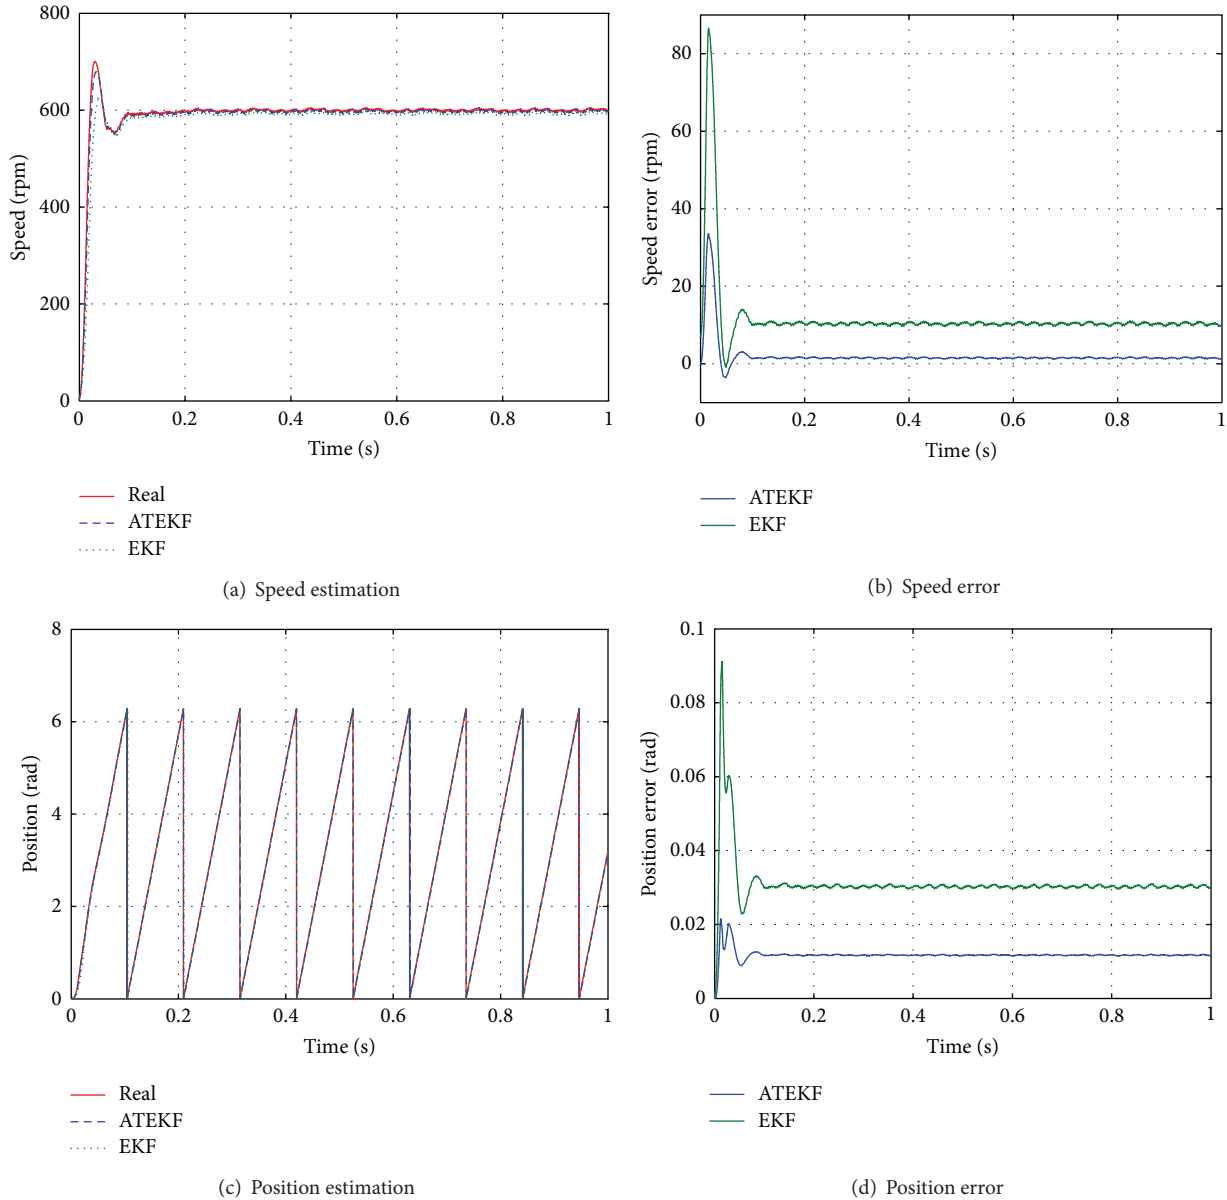 800
600
400
200
0
Speed (rpm)
0
0.2
0.4
0.6
0.8
1
Time (s)
Real
ATEKF
EKF
(a) Speed estimation
80
60
40
20
0
Speed error (rpm)
0
0.2
0.4
0.6
0.8
1
Time (s)
ATEKF
EKF
(b) Speed error
8
6
4
2
0
Position (rad)
0
0.2
0.4
0.6
0.8
1
Time (s)
Real
ATEKF
EKF
(c) Position estimation
0.1
0.08
0.06
0.04
0.02
0
Position error (rad)
0
0.2
0.4
0.6
0.8
1
Time (s)
ATEKF
EKF
(d) Position error